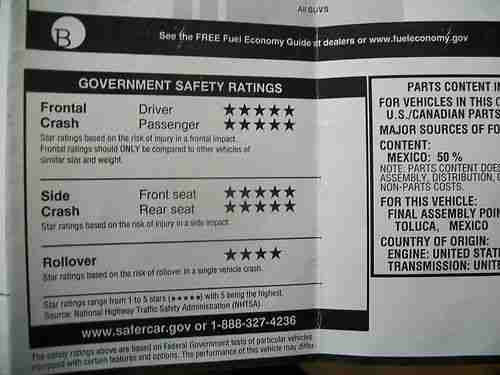 All SUVs
B
See the FREE Fuel Economy Guide at dealers or www.fueleconomy.gov
GOVERNMENT SAFETY RATINGS
Frontal Driver ★★★★★
Crash Passenger ★★★★★
Star ratings based on the risk of injury in a frontal impact.
Frontal ratings should ONLY be compared to other vehicles of
similar size and weight.
Side Front seat ★★★★★
Crash Rear seat ★★★★★
Star ratings based on the risk of injury in a side impact.
Rollover ★★★★
Star ratings based on the risk of rollover in a single vehicle crash.
Star ratings range from 1 to 5 stars (★★★★★) with 5 being the highest.
Source: National Highway Traffic Safety Administration (NHTSA).
www.safercar.gov or 1-888-327-4236
The safety ratings above are based on Federal Government tests of particular vehicles
equipped with certain features and options. The performance of this vehicle may differ
PARTS CONTENT
FOR VEHICLES IN THIS
U.S./CANADIAN PARTS
MAJOR SOURCES OF
CONTENT:
MEXICO: 50 %
NOTE: PARTS CONTENT DOES
ASSEMBLY, DISTRIBUTION,
NON-PARTS COSTS.
FOR THIS VEHICLE:
FINAL ASSEMBLY
TOLUCA, MEXICO
COUNTRY OF ORIGIN:
ENGINE: UNITED
TRANSMISSION: